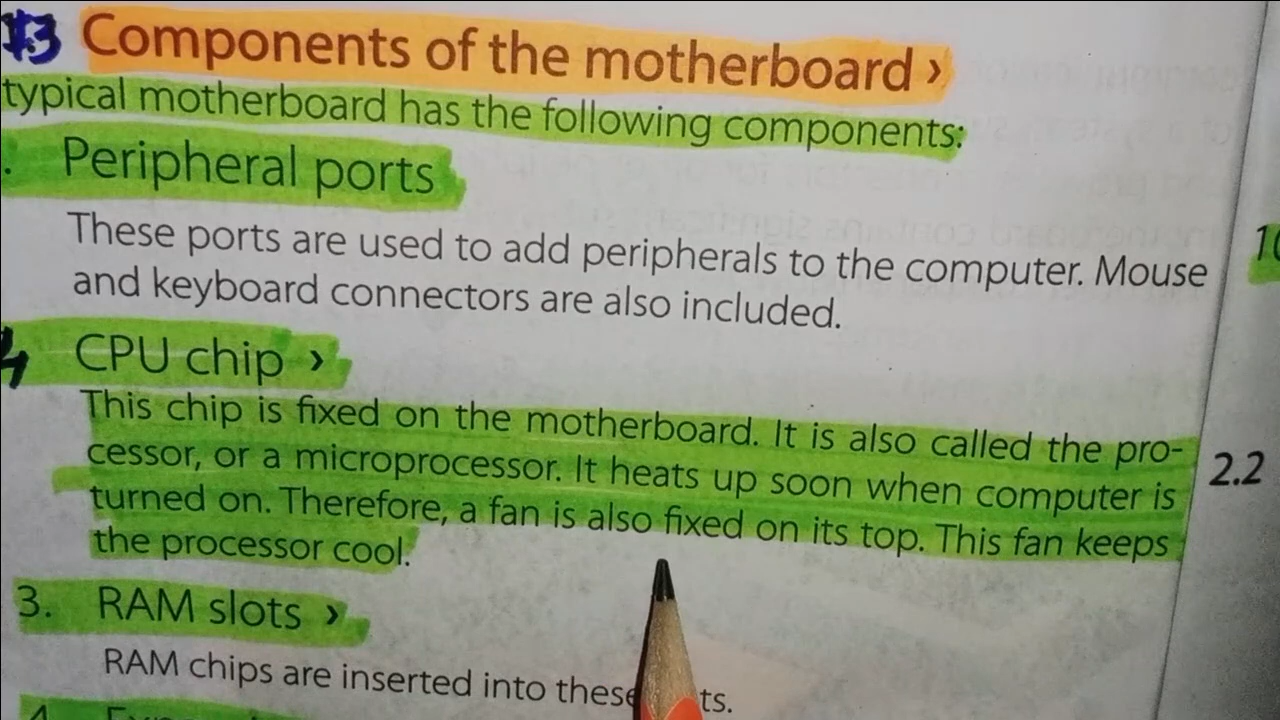 13 Components of the motherboard ›
typical motherboard has the following components:
. Peripheral ports
These ports are used to add peripherals to the computer. Mouse
and keyboard connectors are also included.
CPU chip ›
This chip is fixed on the motherboard. It is also called the pro-
cessor, or a microprocessor. It heats up soon when computer is
turned on. Therefore, a fan is also fixed on its top. This fan keeps
the processor cool.
3. RAM slots ›
RAM chips are inserted into these
2.2